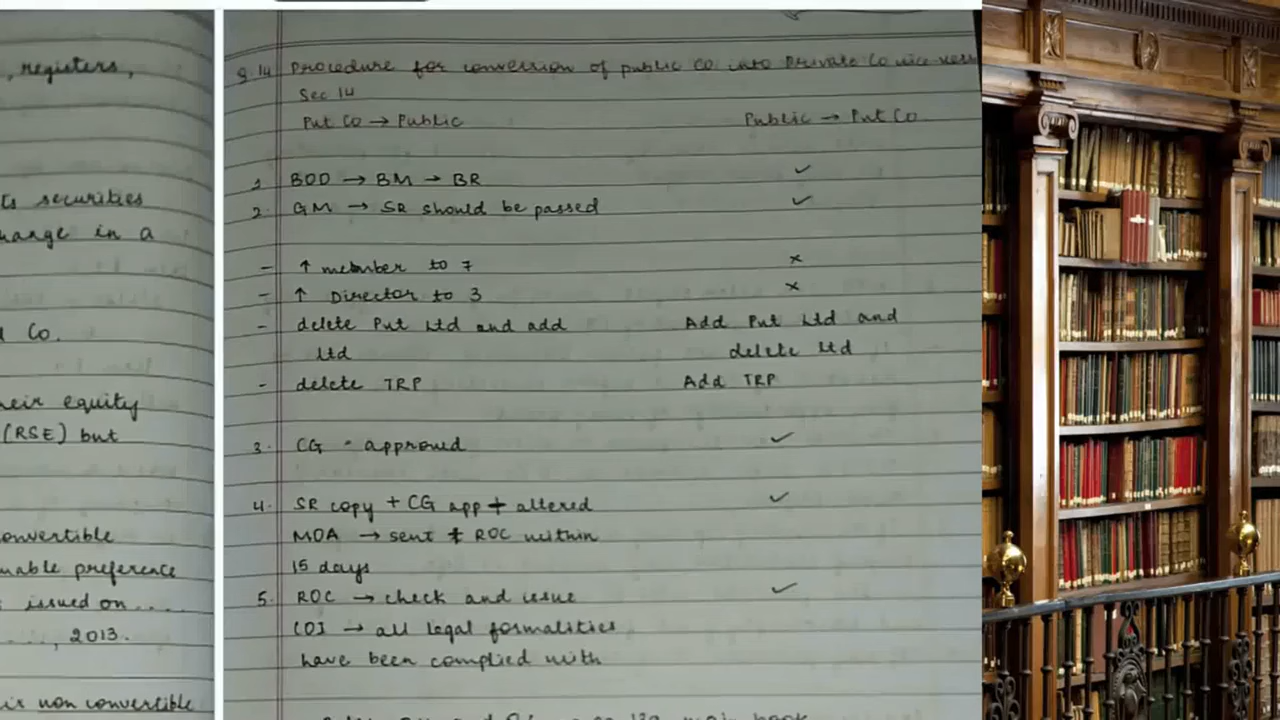 , registers,
ts securities
hange in a
d Co.
heir equity
(RSE) but
onvertible
mable preference
issued on ....
..., 2013.
ir non convertible
Q.14 Procedure for conversion of public Co. into Private Co vice versa
Sec 14
Pvt Co → Public Public → Pvt Co
1 BOD → BM → BR ✓
2. GM → SR should be passed ✓
- ↑ member to 7 ×
- ↑ Director to 3 ×
- delete Pvt Ltd and add Add Pvt Ltd and
Ltd delete Ltd
- delete TRP Add TRP
3. CG - approved ✓
4. SR copy + CG app + altered ✓
MOA → sent t ROC within
15 days
5. ROC → check and issue ✓
COI → all legal formalities
have been complied with
main book